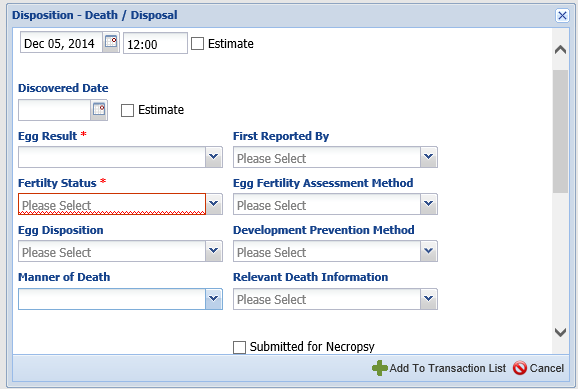 Disposition - Death / Disposal
Dec 05, 2014 12:00 Estimate
Discovered Date
Estimate
Egg Result * First Reported By
Please Select
Fertilty Status * Egg Fertility Assessment Method
Please Select Please Select
Egg Disposition Development Prevention Method
Please Select Please Select
Manner of Death Relevant Death Information
Please Select
Submitted for Necropsy
Add To Transaction List Cancel